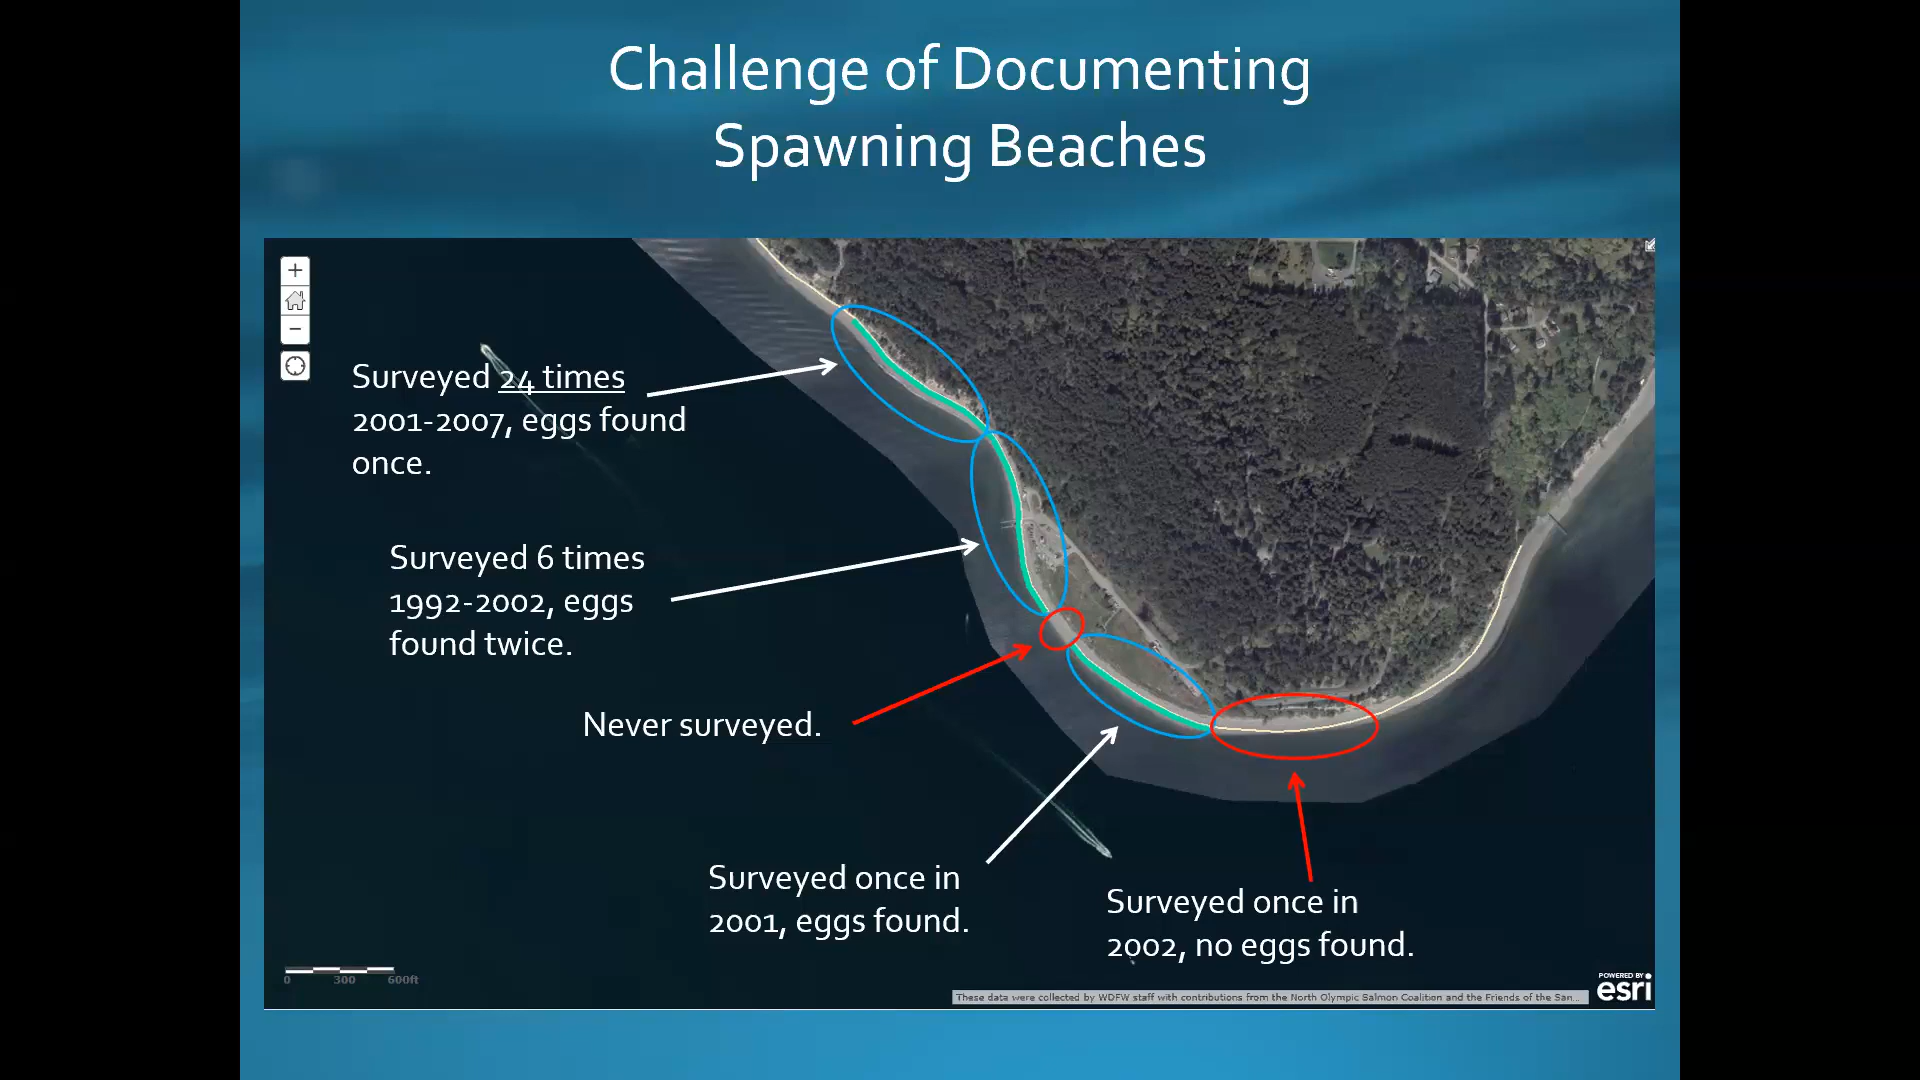 Challenge of Documenting
Spawning Beaches
+
−
Surveyed 24 times
2001-2007, eggs found
once.
Surveyed 6 times
1992-2002, eggs
found twice.
Never surveyed.
Surveyed once in
2001, eggs found.
Surveyed once in
2002, no eggs found.
0 300 600ft
POWERED BY
esri
These data were collected by WDFW staff with contributions from the North Olympic Salmon Coalition and the Friends of the San...